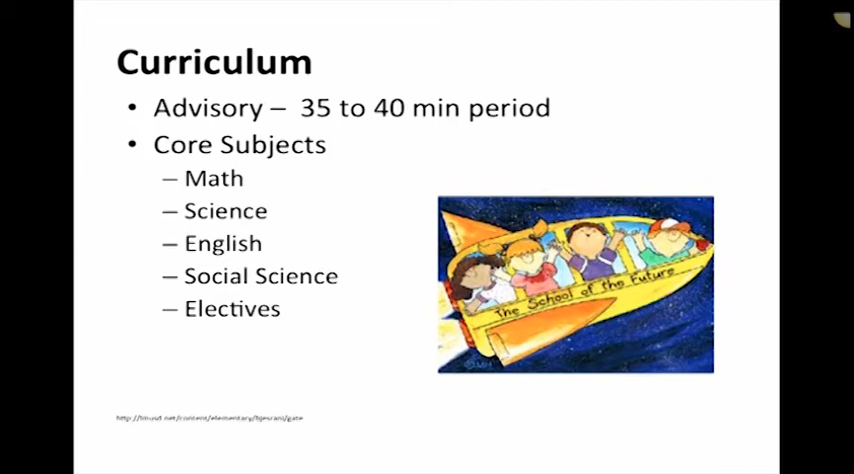 Curriculum
• Advisory – 35 to 40 min period
• Core Subjects
– Math
– Science
– English
– Social Science
– Electives
The School of the Future